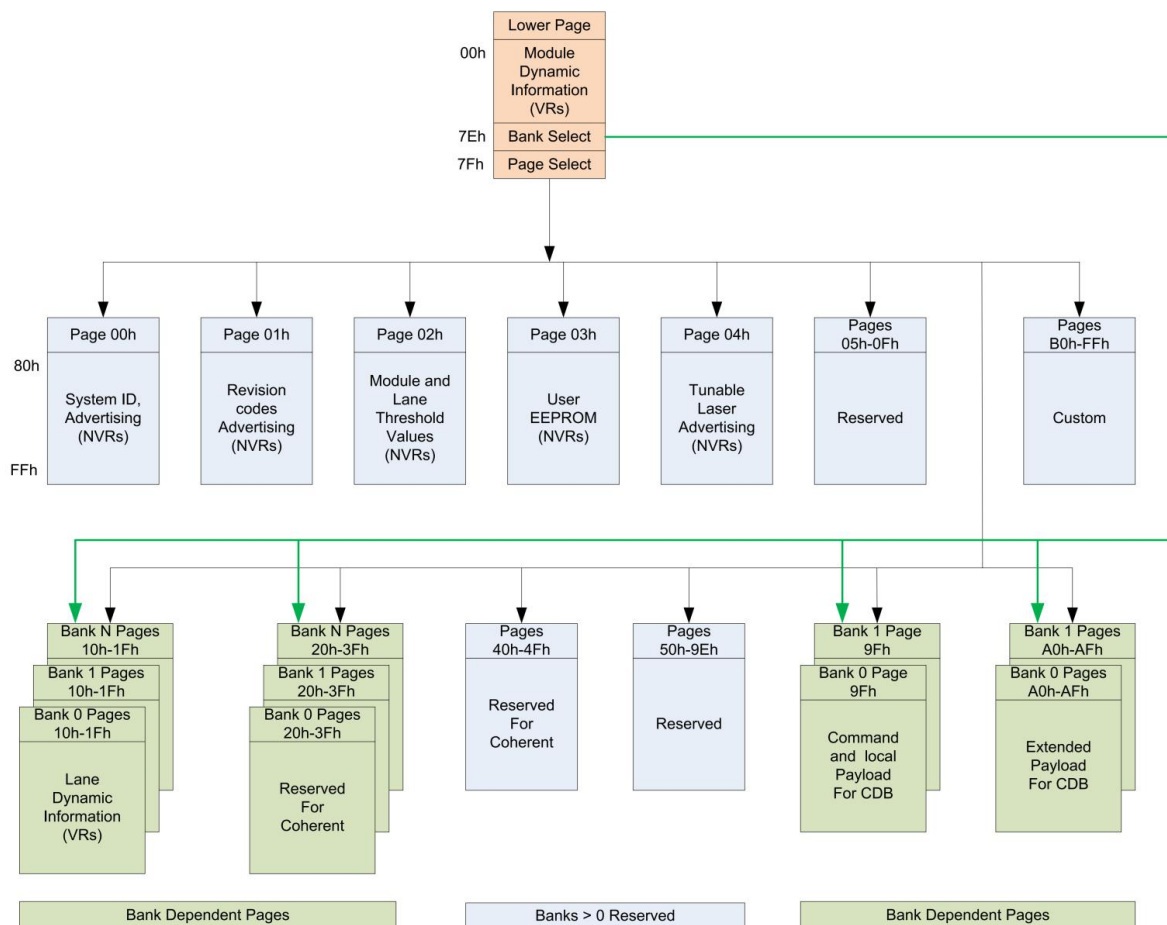 Lower Page
00h
Module
Dynamic
Information
(VRs)
7Eh
Bank Select
7Fh
Page Select
Page 00h
Page 01h
Page 02h
Page 03h
Page 04h
Pages
05h-0Fh
Pages
B0h-FFh
80h
System ID,
Advertising
(NVRs)
Revision
codes
Advertising
(NVRs)
Module and
Lane
Threshold
Values
(NVRs)
User
EEPROM
(NVRs)
Tunable
Laser
Advertising
(NVRs)
Reserved
Custom
FFh
Bank N Pages
10h-1Fh
Bank 1 Pages
10h-1Fh
Bank 0 Pages
10h-1Fh
Lane
Dynamic
Information
(VRs)
Bank N Pages
20h-3Fh
Bank 1 Pages
20h-3Fh
Bank 0 Pages
20h-3Fh
Reserved
For
Coherent
Pages
40h-4Fh
Reserved
For
Coherent
Pages
50h-9Eh
Reserved
Bank 1 Page
9Fh
Bank 0 Page
9Fh
Command
and local
Payload
For CDB
Bank 1 Pages
A0h-AFh
Bank 0 Pages
A0h-AFh
Extended
Payload
For CDB
Bank Dependent Pages
Banks > 0 Reserved
Bank Dependent Pages